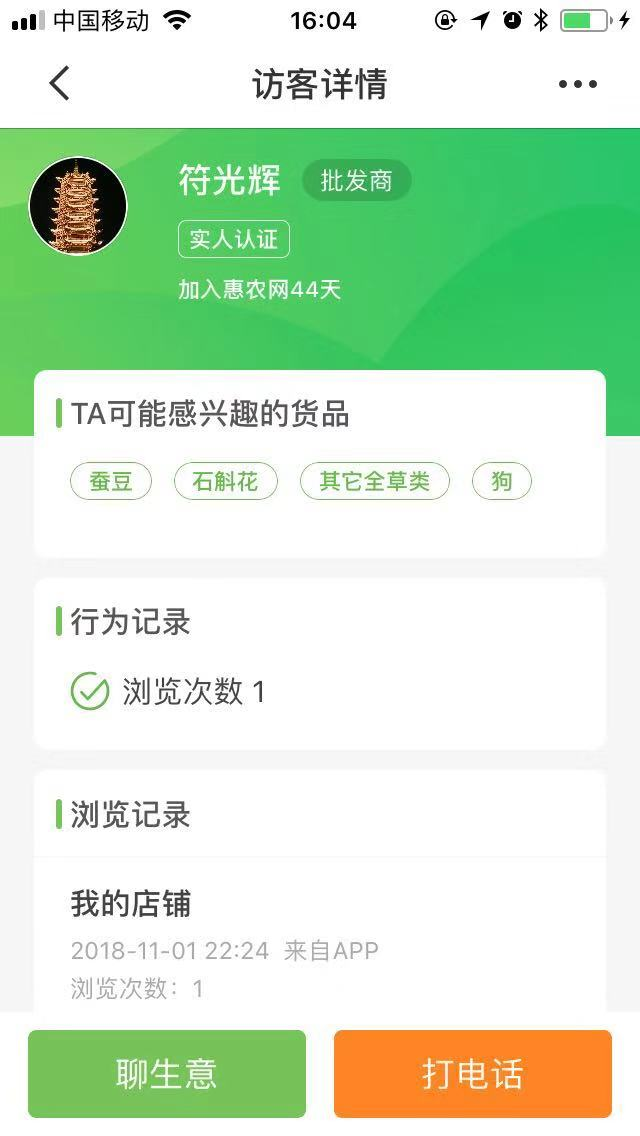 中国移动 16:04
访客详情
符光辉 批发商
实人认证
加入惠农网44天
TA可能感兴趣的货品
蚕豆 石斛花 其它全草类 狗
行为记录
浏览次数 1
浏览记录
我的店铺
2018-11-01 22:24 来自APP
浏览次数：1
聊生意 打电话